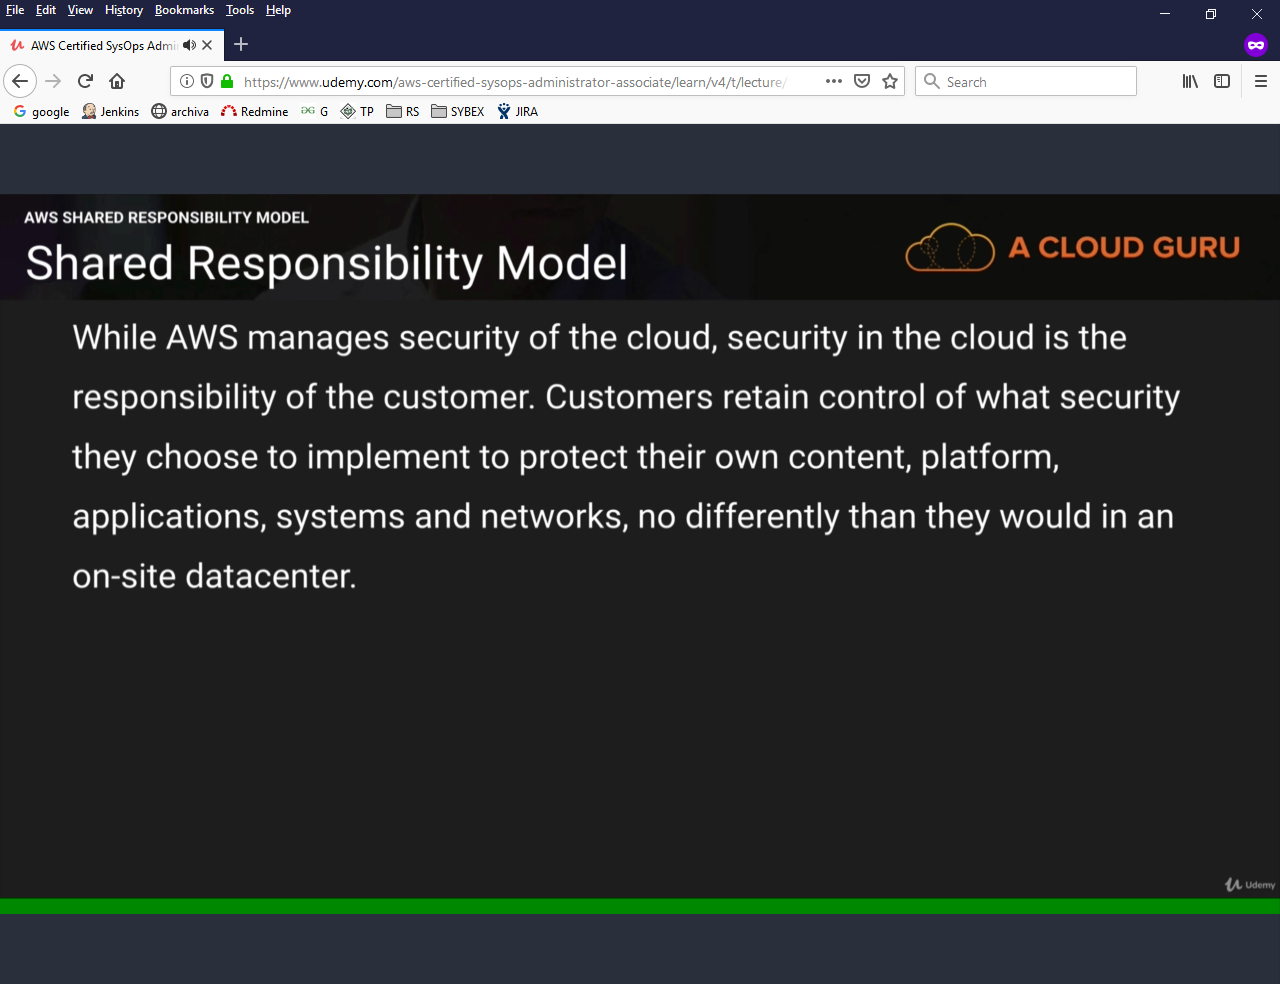 File Edit View History Bookmarks Tools Help
AWS Certified SysOps Admi
https://www.udemy.com/aws-certified-sysops-administrator-associate/learn/v4/t/lecture/
Search
google Jenkins archiva Redmine G TP RS SYBEX JIRA
AWS SHARED RESPONSIBILITY MODEL
Shared Responsibility Model
A CLOUD GURU
While AWS manages security of the cloud, security in the cloud is the
responsibility of the customer. Customers retain control of what security
they choose to implement to protect their own content, platform,
applications, systems and networks, no differently than they would in an
on-site datacenter.
Udemy